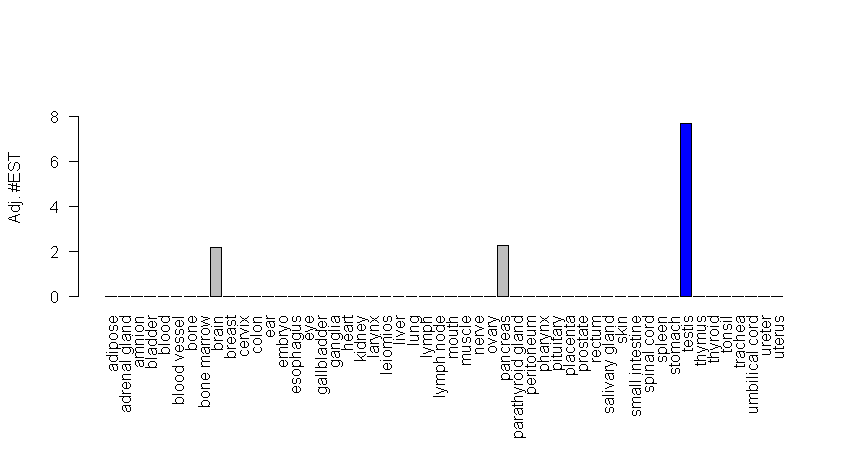 8
6
4
2
0
Adj. #EST
adipose
adrenal gland
amnion
bladder
blood
blood vessel
bone
bone marrow
brain
breast
cervix
colon
ear
embryo
esophagus
eye
gallbladder
ganglia
heart
kidney
larynx
leiomios
liver
lung
lymph
lymph node
mouth
muscle
nerve
ovary
pancreas
parathyroid gland
peritoneum
pharynx
pituitary
placenta
prostate
rectum
salivary gland
skin
small intestine
spinal cord
spleen
stomach
testis
thymus
thyroid
tonsil
trachea
umbilical cord
ureter
uterus